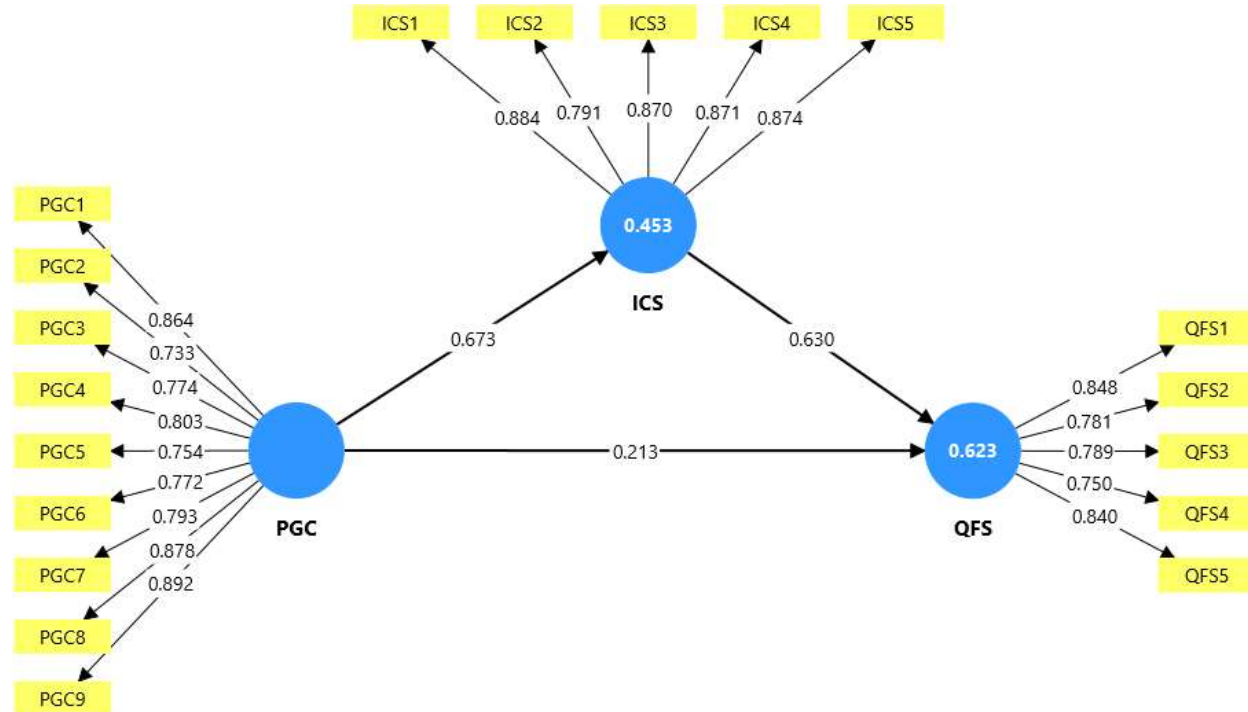 ICS1 ICS2 ICS3 ICS4 ICS5
0.884 0.791 0.870 0.871 0.874
0.453
ICS
PGC1
PGC2
PGC3
PGC4
PGC5
PGC6
PGC7
PGC8
PGC9
0.864
0.733
0.774
0.803
0.754
0.772
0.793
0.878
0.892
PGC
0.673
0.630
0.213
0.623
QFS
0.848
0.781
0.789
0.750
0.840
QFS1
QFS2
QFS3
QFS4
QFS5